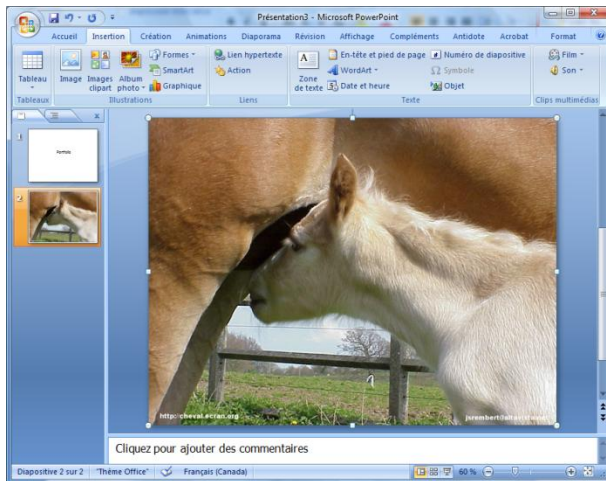 Présentation3 - Microsoft PowerPoint
Accueil Insertion Création Animations Diaporama Révision Affichage Compléments Antidote Acrobat Format
Tableau
Tableaux
Image
Images clipart
Album photo
Formes
SmartArt
Graphique
Illustrations
Lien hypertexte
Action
Liens
Zone de texte
En-tête et pied de page
WordArt
Date et heure
Numéro de diapositive
Symbole
Objet
Texte
Film
Son
Clips multimédias
1
2
http://cheval.ecran.org
Cliquez pour ajouter des commentaires
Diapositive 2 sur 2 "Thème Office" Français (Canada) 60 %